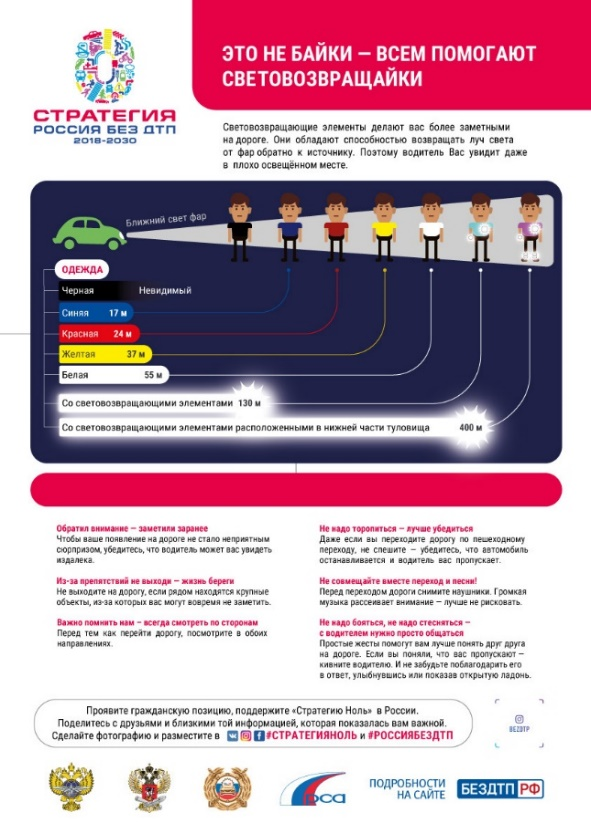 СТРАТЕГИЯ
РОССИЯ БЕЗ ДТП
2018-2030
ЭТО НЕ БАЙКИ — ВСЕМ ПОМОГАЮТ
СВЕТОВОЗВРАЩАЙКИ
Световозвращающие элементы делают вас более заметными
на дороге. Они обладают способностью возвращать луч света
от фар обратно к источнику. Поэтому водитель Вас увидит даже
в плохо освещённом месте.
Ближний свет фар
ОДЕЖДА
Черная Невидимый
Синяя 17 м
Красная 24 м
Желтая 37 м
Белая 55 м
Со световозвращающими элементами 130 м
Со световозвращающими элементами расположенными в нижней части туловища 400 м
Обратил внимание — заметили заранее
Чтобы ваше появление на дороге не стало неприятным
сюрпризом, убедитесь, что водитель может вас увидеть
издалека.
Из-за препятствий не выходи — жизнь береги
Не выходите на дорогу, если рядом находятся крупные
объекты, из-за которых вас могут вовремя не заметить.
Важно помнить нам — всегда смотреть по сторонам
Перед тем как перейти дорогу, посмотрите в обоих
направлениях.
Не надо торопиться — лучше убедиться
Даже если вы переходите дорогу по пешеходному
переходу, не спешите — убедитесь, что автомобиль
останавливается и водитель вас пропускает.
Не совмещайте вместе переход и песни!
Перед переходом дороги снимите наушники. Громкая
музыка рассеивает внимание — лучше не рисковать.
Не надо бояться, не надо стесняться —
с водителем нужно просто общаться
Простые жесты помогут вам лучше понять друг друга
на дороге. Если вы поняли, что вас пропускают —
кивните водителю. И не забудьте поблагодарить его
в ответ, улыбнувшись или показав открытую ладонь.
Проявите гражданскую позицию, поддержите «Стратегию Ноль» в России.
Поделитесь с друзьями и близкими той информацией, которая показалась вам важной.
Сделайте фотографию и разместите в #СТРАТЕГИЯНОЛЬ и #РОССИЯБЕЗДТП
BEZDTP
рса
ПОДРОБНОСТИ
НА САЙТЕ
БЕЗДТП РФ